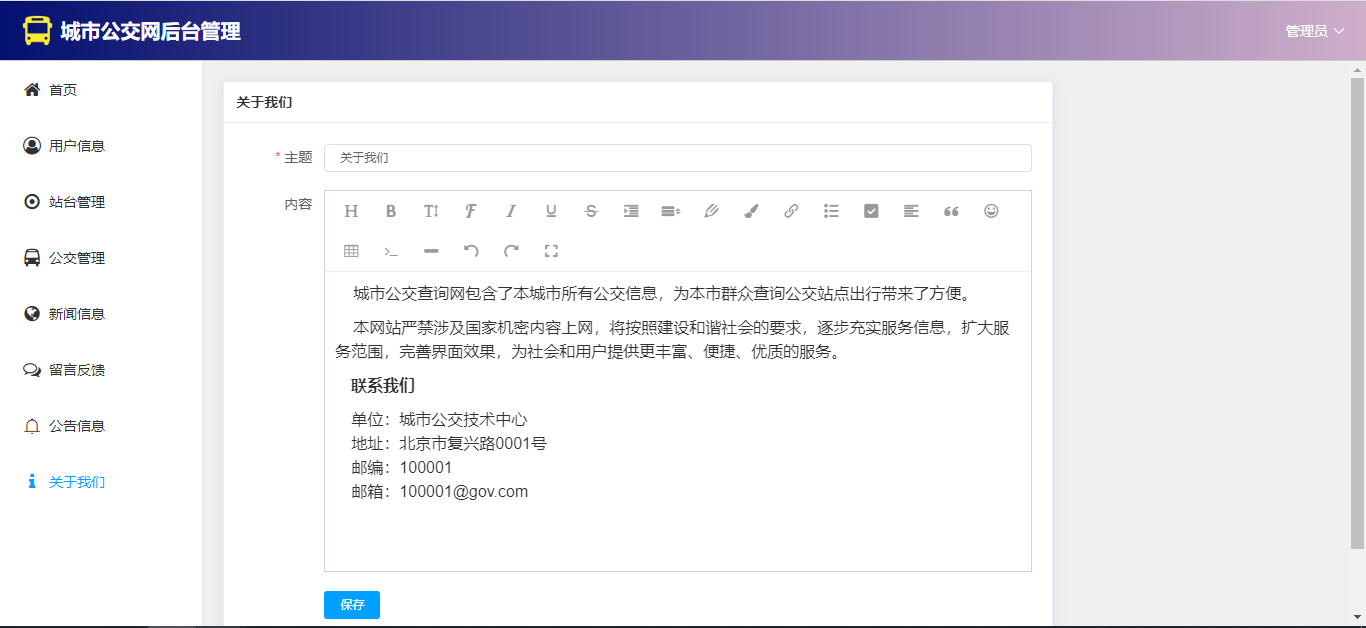 城市公交网后台管理
管理员
首页
用户信息
站台管理
公交管理
新闻信息
留言反馈
公告信息
关于我们
关于我们
* 主题
关于我们
内容
城市公交查询网包含了本城市所有公交信息，为本市群众查询公交站点出行带来了方便。
本网站严禁涉及国家机密内容上网，将按照建设和谐社会的要求，逐步充实服务信息，扩大服
务范围，完善界面效果，为社会和用户提供更丰富、便捷、优质的服务。
联系我们
单位：城市公交技术中心
地址：北京市复兴路0001号
邮编：100001
邮箱：100001@gov.com
保存